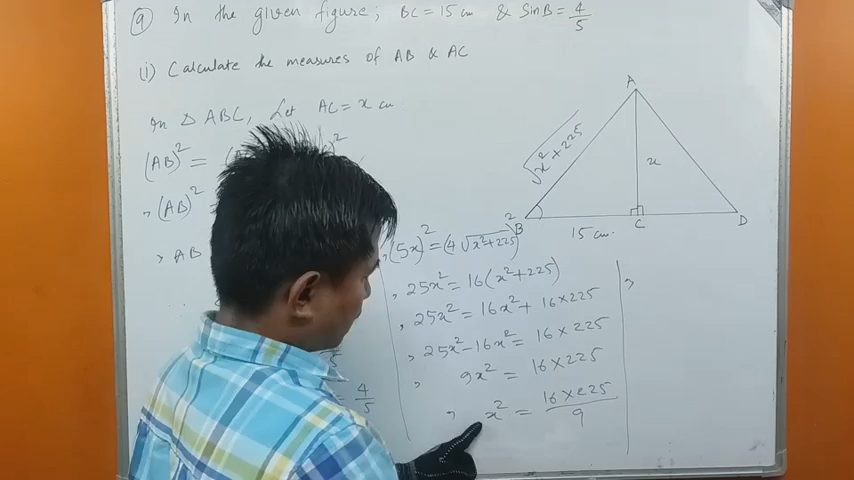 9 In the given figure; BC = 15 cm & SinB = 4/5
(i) Calculate the measures of AB & AC
In △ ABC, Let AC = x cm
(AB)² =
, (AB)² =
, AB
= 4/5
, (5x)² = (4√x²+225)²
, 25x² = 16(x²+225)
, 25x² = 16x² + 16×225
, 25x² - 16x² = 16×225
, 9x² = 16×225
, x² = 16×225/9
,
A
√x²+225
x
B
C
D
15 cm.